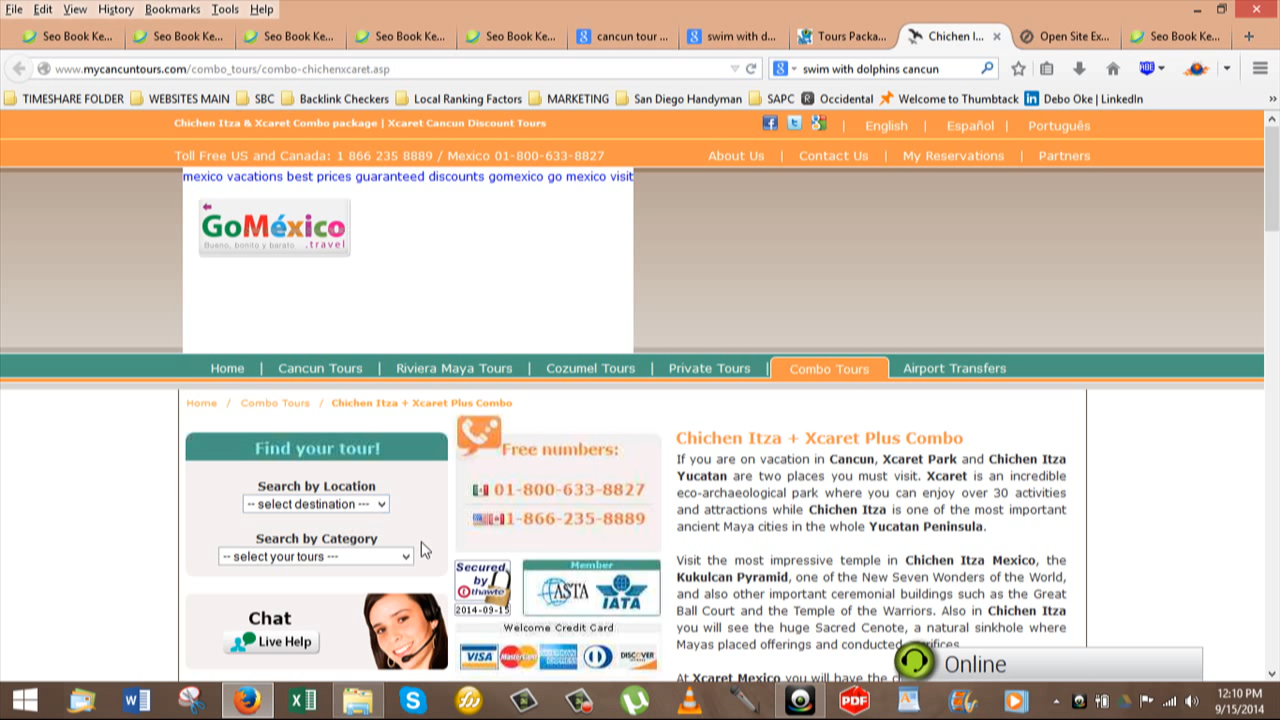 File Edit View History Bookmarks Tools Help
Seo Book Ke... Seo Book Ke... Seo Book Ke... Seo Book Ke... Seo Book Ke... cancun tour ... swim with d... Tours Packa... Chichen I... Open Site Ex... Seo Book Ke...
www.mycancuntours.com/combo_tours/combo-chichenxcaret.asp
swim with dolphins cancun
TIMESHARE FOLDER WEBSITES MAIN SBC Backlink Checkers Local Ranking Factors MARKETING San Diego Handyman SAPC Occidental Welcome to Thumbtack Debo Oke | LinkedIn
Chichen Itza & Xcaret Combo package | Xcaret Cancun Discount Tours
| English | Español | Português
Toll Free US and Canada: 1 866 235 8889 / Mexico 01-800-633-8827
About Us | Contact Us | My Reservations | Partners
mexico vacations best prices guaranteed discounts gomexico go mexico visit
GoMéxico
Bueno, bonito y barato .travel
Home | Cancun Tours | Riviera Maya Tours | Cozumel Tours | Private Tours | Combo Tours Airport Transfers
Home / Combo Tours / Chichen Itza + Xcaret Plus Combo
Find your tour!
Search by Location
-- select destination ---
Search by Category
-- select your tours ---
Chat
Live Help
Free numbers:
01-800-633-8827
1-866-235-8889
Secured by
thawte
2014-09-15
Member
ASTA IATA
Welcome Credit Card
VISA MasterCard AMERICAN EXPRESS DISCOVER
Chichen Itza + Xcaret Plus Combo
If you are on vacation in Cancun, Xcaret Park and Chichen Itza
Yucatan are two places you must visit. Xcaret is an incredible
eco-archaeological park where you can enjoy over 30 activities
and attractions while Chichen Itza is one of the most important
ancient Maya cities in the whole Yucatan Peninsula.
Visit the most impressive temple in Chichen Itza Mexico, the
Kukulcan Pyramid, one of the New Seven Wonders of the World,
and also other important ceremonial buildings such as the Great
Ball Court and the Temple of the Warriors. Also in Chichen Itza
you will see the huge Sacred Cenote, a natural sinkhole where
Mayas placed offerings and conducted
At Xcaret Mexico you will have the
Online
12:10 PM
9/15/2014